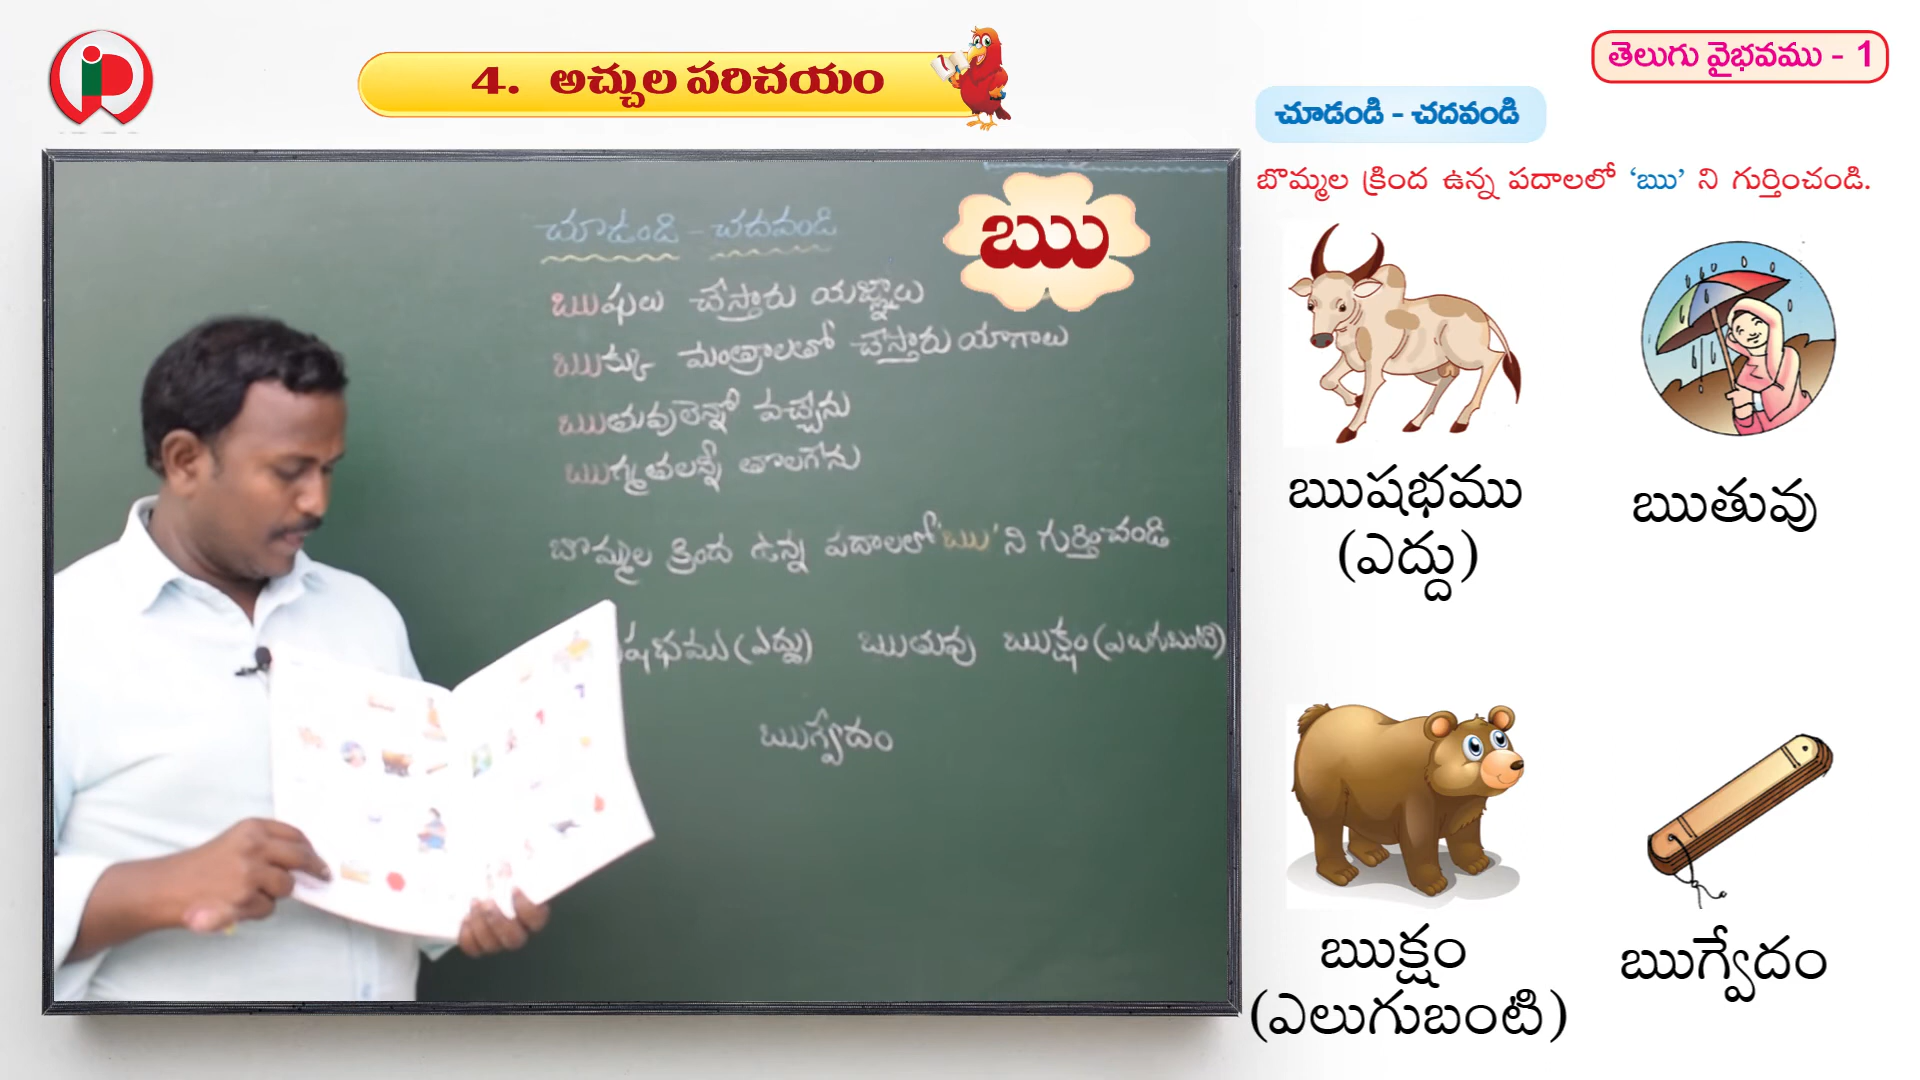 4. అచ్చుల పరిచయం
తెలుగు వైభవము - 1
చూడండి - చదవండి
బొమ్మల క్రింద ఉన్న పదాలలో ‘ఋ’ ని గుర్తించండి.
ఋ
చూడండి - చదవండి
ఋషులు చేస్తారు యజ్ఞాలు
ఋక్కు మంత్రాలతో చేస్తారు యాగాలు
ఋతువులెన్నో వచ్చేను
ఋగ్మతలన్నీ తొలగేను
బొమ్మల క్రింద ఉన్న పదాలలో 'ఋ' ని గుర్తించండి
షభము (ఎద్దు) ఋతువు ఋక్షం (ఎలుగుబంటి)
ఋగ్వేదం
ఋషభము
(ఎద్దు)
ఋతువు
ఋక్షం
(ఎలుగుబంటి)
ఋగ్వేదం